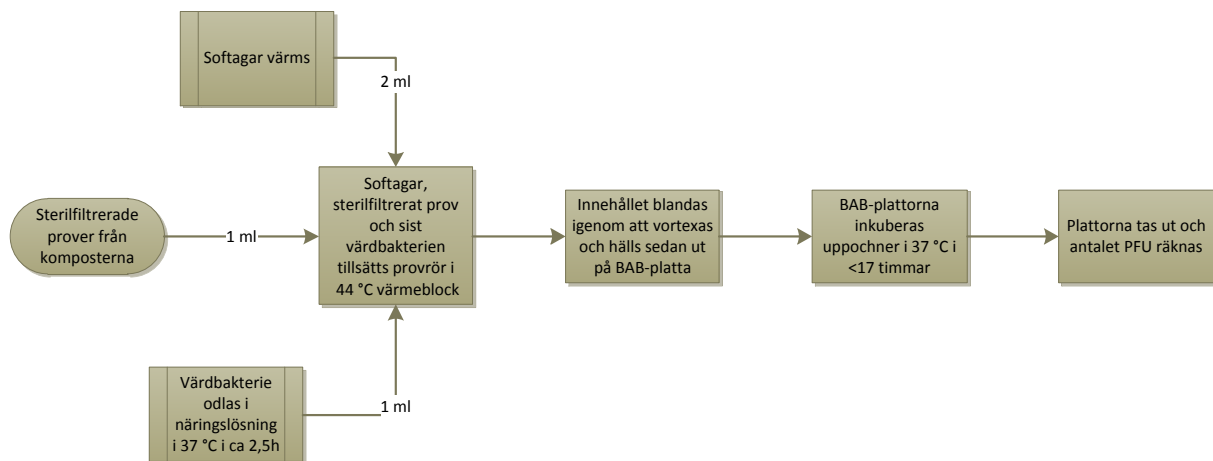 Softagar värms
2 ml
Sterilfiltrerade
prover från
komposterna
1 ml
Softagar,
sterilfiltrerat prov
och sist
värdbakterien
tillsätts provrör i
44 °C värmeblock
Innehållet blandas
igenom att vortexas
och hälls sedan ut
på BAB-platta
BAB-plattorna
inkuberas
uppochner i 37 °C i
<17 timmar
Plattorna tas ut och
antalet PFU räknas
Värdbakterie
odlas i
näringslösning
i 37 °C i ca 2,5h
1 ml